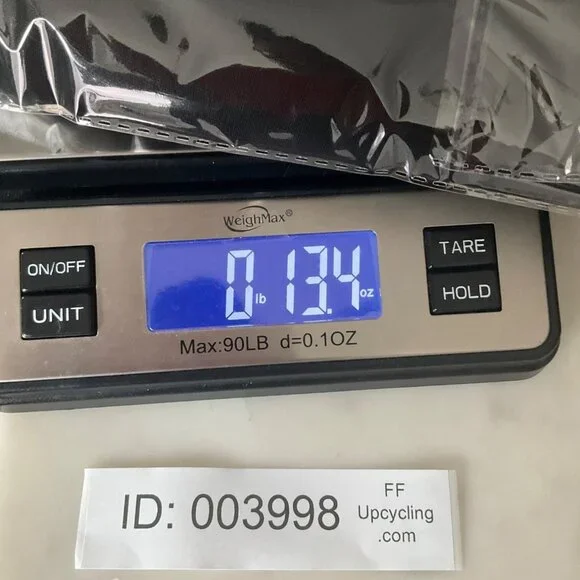 WeighMax®
ON/OFF
UNIT
0 lb 13.4 oz
TARE
HOLD
Max:90LB d=0.1OZ
ID: 003998
FF
Upcycling
.com